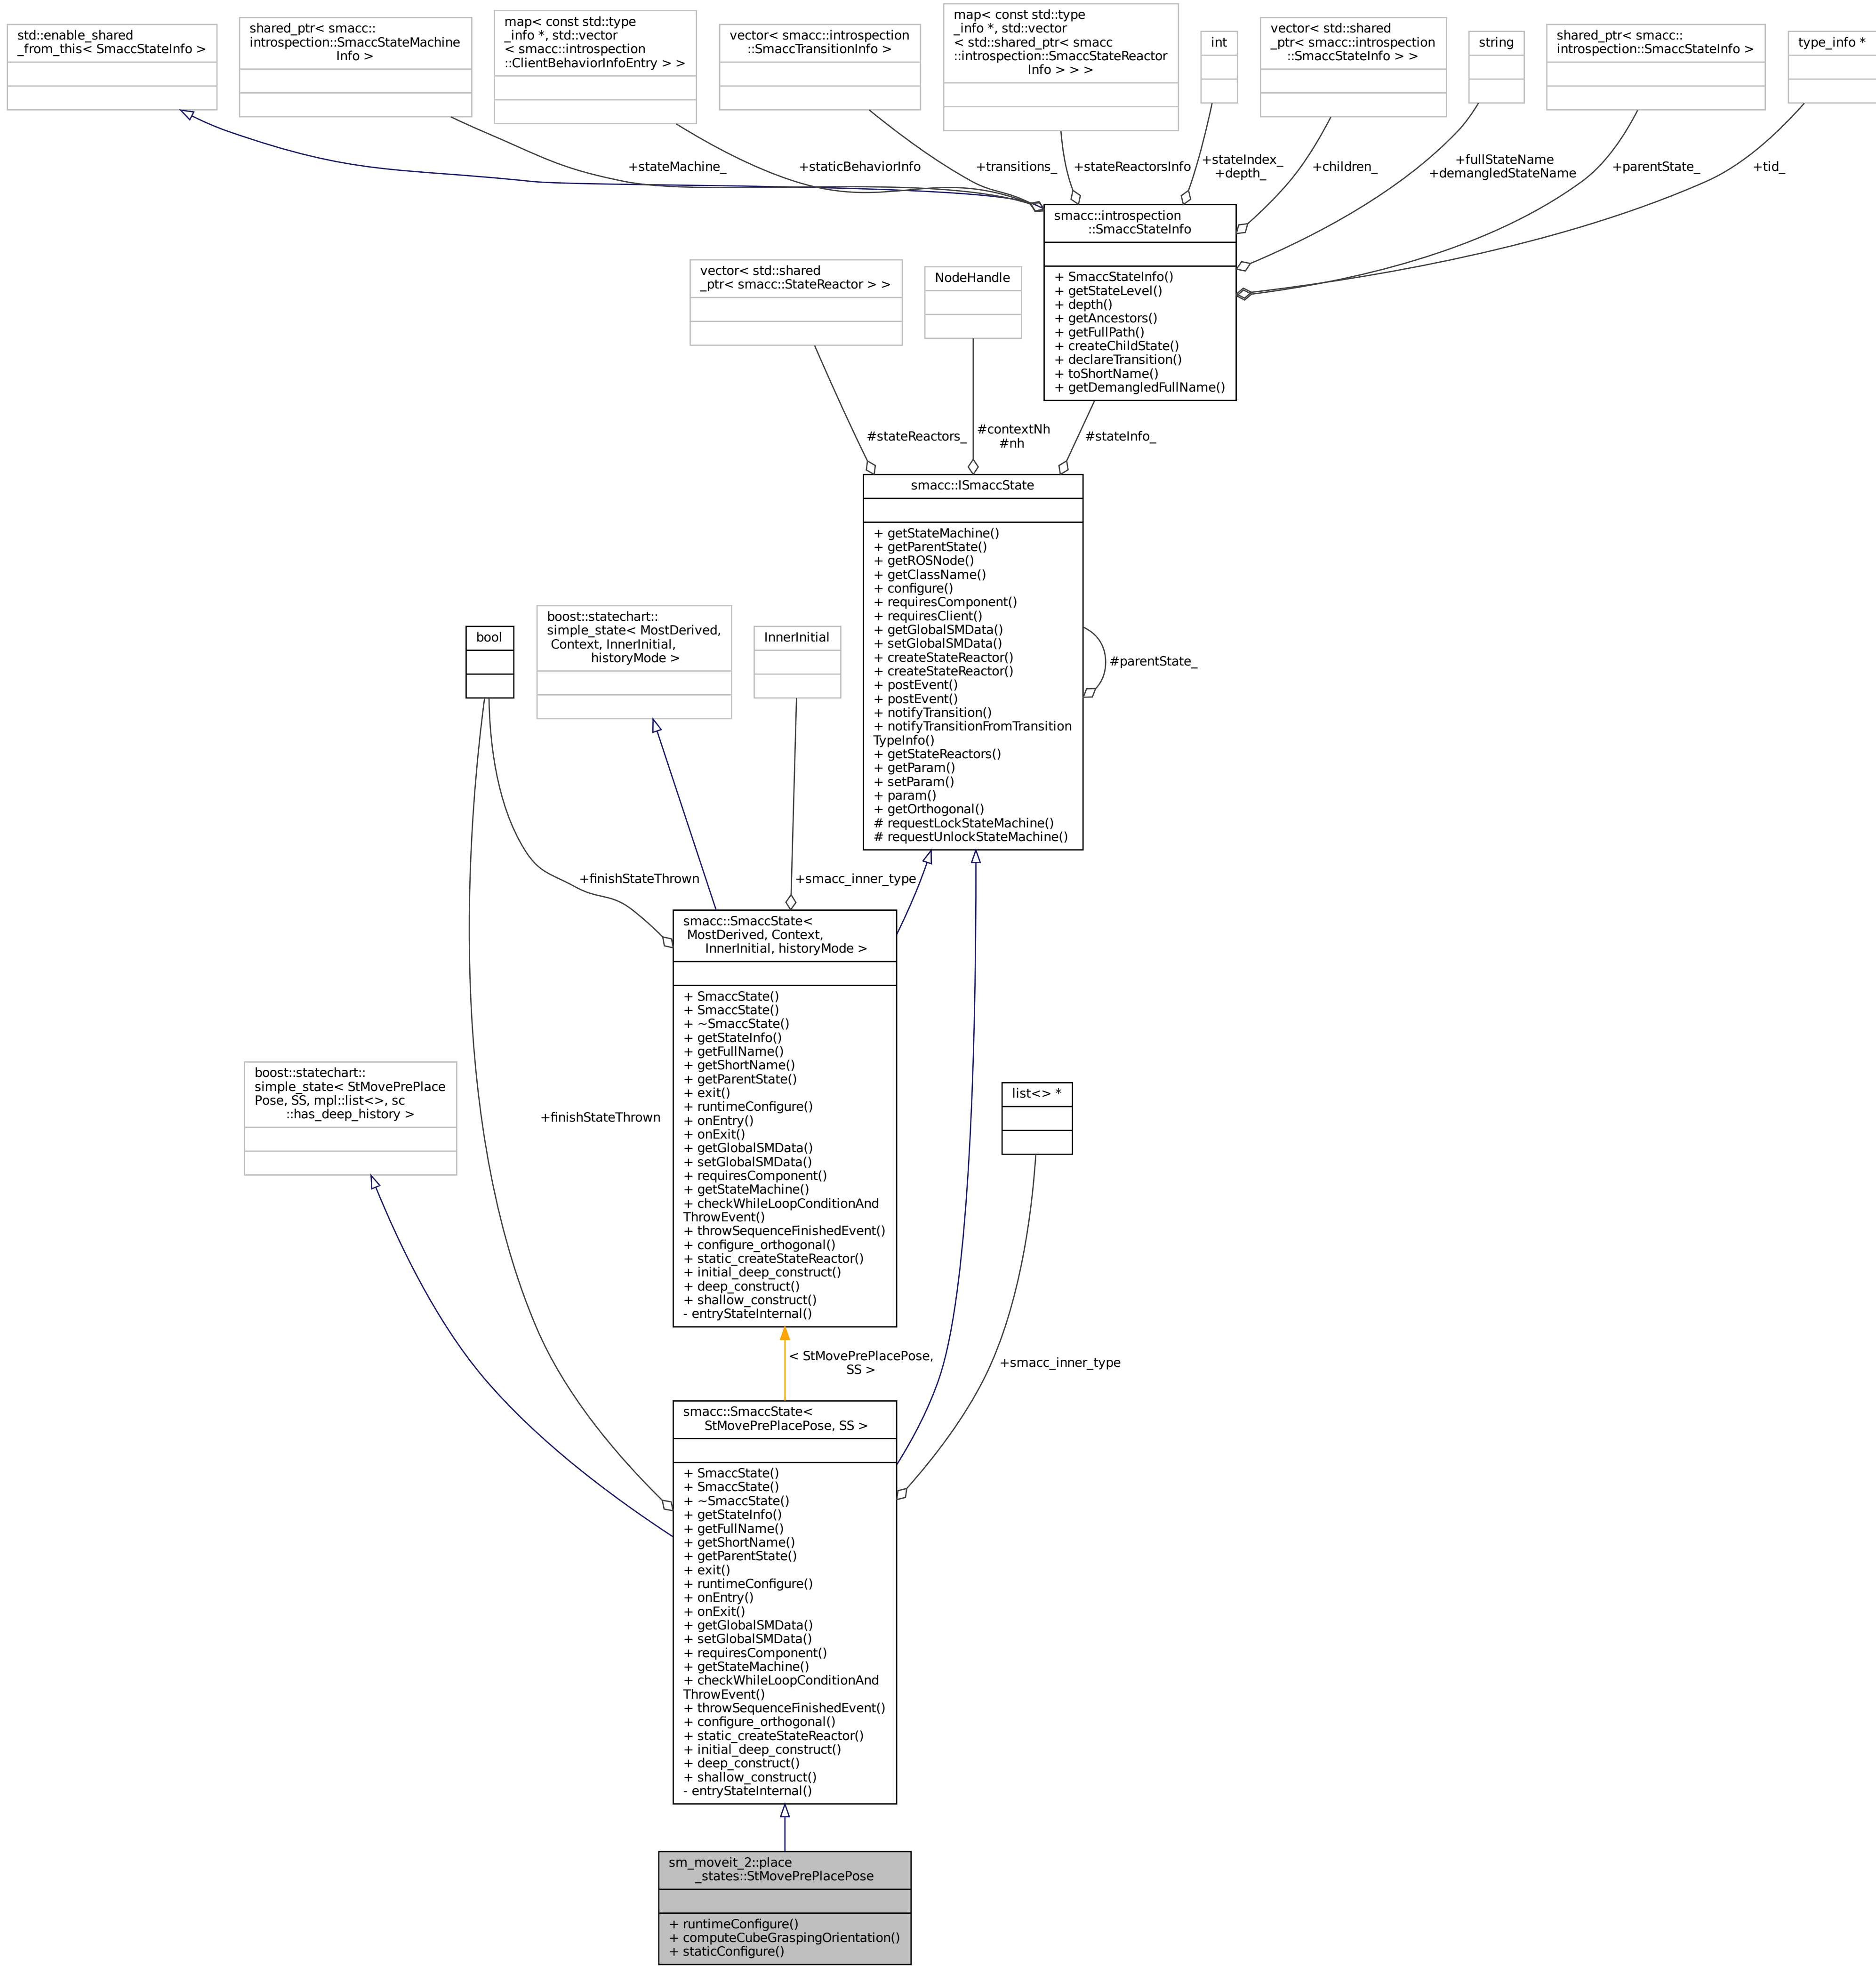 std::enable_shared
_from_this< SmaccStateInfo >
shared_ptr< smacc::
introspection::SmaccStateMachine
Info >
map< const std::type
_info *, std::vector
< smacc::introspection
::ClientBehaviorInfoEntry > >
vector< smacc::introspection
::SmaccTransitionInfo >
map< const std::type
_info *, std::vector
< std::shared_ptr< smacc
::introspection::SmaccStateReactor
Info > > >
int
vector< std::shared
_ptr< smacc::introspection
::SmaccStateInfo > >
string
shared_ptr< smacc::
introspection::SmaccStateInfo >
type_info *
+stateMachine_
+staticBehaviorInfo
+transitions_
+stateReactorsInfo
+stateIndex_
+depth_
+children_
+fullStateName
+demangledStateName
+parentState_
+tid_
smacc::introspection
::SmaccStateInfo
+ SmaccStateInfo()
+ getStateLevel()
+ depth()
+ getAncestors()
+ getFullPath()
+ createChildState()
+ declareTransition()
+ toShortName()
+ getDemangledFullName()
vector< std::shared
_ptr< smacc::StateReactor > >
NodeHandle
#stateReactors_
#contextNh
#nh
#stateInfo_
smacc::ISmaccState
+ getStateMachine()
+ getParentState()
+ getROSNode()
+ getClassName()
+ configure()
+ requiresComponent()
+ requiresClient()
+ getGlobalSMData()
+ setGlobalSMData()
+ createStateReactor()
+ createStateReactor()
+ postEvent()
+ postEvent()
+ notifyTransition()
+ notifyTransitionFromTransition
TypeInfo()
+ getStateReactors()
+ getParam()
+ setParam()
+ param()
+ getOrthogonal()
# requestLockStateMachine()
# requestUnlockStateMachine()
#parentState_
bool
boost::statechart::
simple_state< MostDerived,
Context, InnerInitial,
historyMode >
InnerInitial
+finishStateThrown
+smacc_inner_type
smacc::SmaccState<
MostDerived, Context,
InnerInitial, historyMode >
+ SmaccState()
+ SmaccState()
+ ~SmaccState()
+ getStateInfo()
+ getFullName()
+ getShortName()
+ getParentState()
+ exit()
+ runtimeConfigure()
+ onEntry()
+ onExit()
+ getGlobalSMData()
+ setGlobalSMData()
+ requiresComponent()
+ getStateMachine()
+ checkWhileLoopConditionAnd
ThrowEvent()
+ throwSequenceFinishedEvent()
+ configure_orthogonal()
+ static_createStateReactor()
+ initial_deep_construct()
+ deep_construct()
+ shallow_construct()
- entryStateInternal()
boost::statechart::
simple_state< StMovePrePlace
Pose, SS, mpl::list<>, sc
::has_deep_history >
+finishStateThrown
list<> *
< StMovePrePlacePose,
SS >
+smacc_inner_type
smacc::SmaccState<
StMovePrePlacePose, SS >
+ SmaccState()
+ SmaccState()
+ ~SmaccState()
+ getStateInfo()
+ getFullName()
+ getShortName()
+ getParentState()
+ exit()
+ runtimeConfigure()
+ onEntry()
+ onExit()
+ getGlobalSMData()
+ setGlobalSMData()
+ requiresComponent()
+ getStateMachine()
+ checkWhileLoopConditionAnd
ThrowEvent()
+ throwSequenceFinishedEvent()
+ configure_orthogonal()
+ static_createStateReactor()
+ initial_deep_construct()
+ deep_construct()
+ shallow_construct()
- entryStateInternal()
sm_moveit_2::place
_states::StMovePrePlacePose
+ runtimeConfigure()
+ computeCubeGraspingOrientation()
+ staticConfigure()